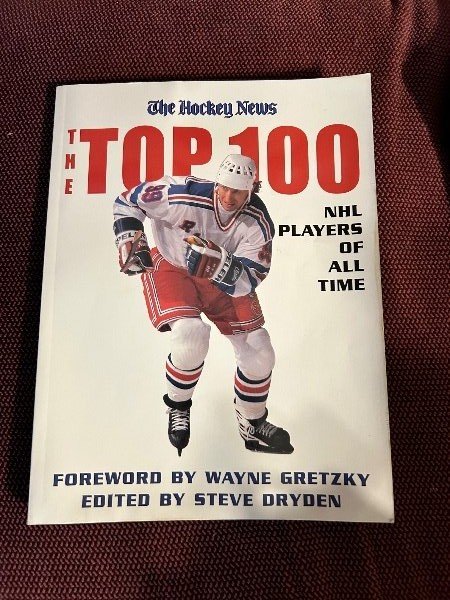 The Hockey News
THE
TOP 100
NHL
PLAYERS
OF
ALL
TIME
99
FOREWORD BY WAYNE GRETZKY
EDITED BY STEVE DRYDEN